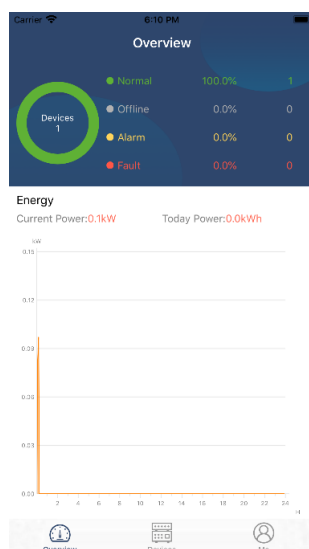 Carrier 6:10 PM
Overview
Devices
1
Normal 100.0% 1
Offline 0.0% 0
Alarm 0.0% 0
Fault 0.0% 0
Energy
Current Power:0.1kW Today Power:0.0kWh
kW
0.15
0.12
0.09
0.06
0.03
0.00
2 4 6 8 10 12 14 16 18 20 22 24
H
Overview Devices Me